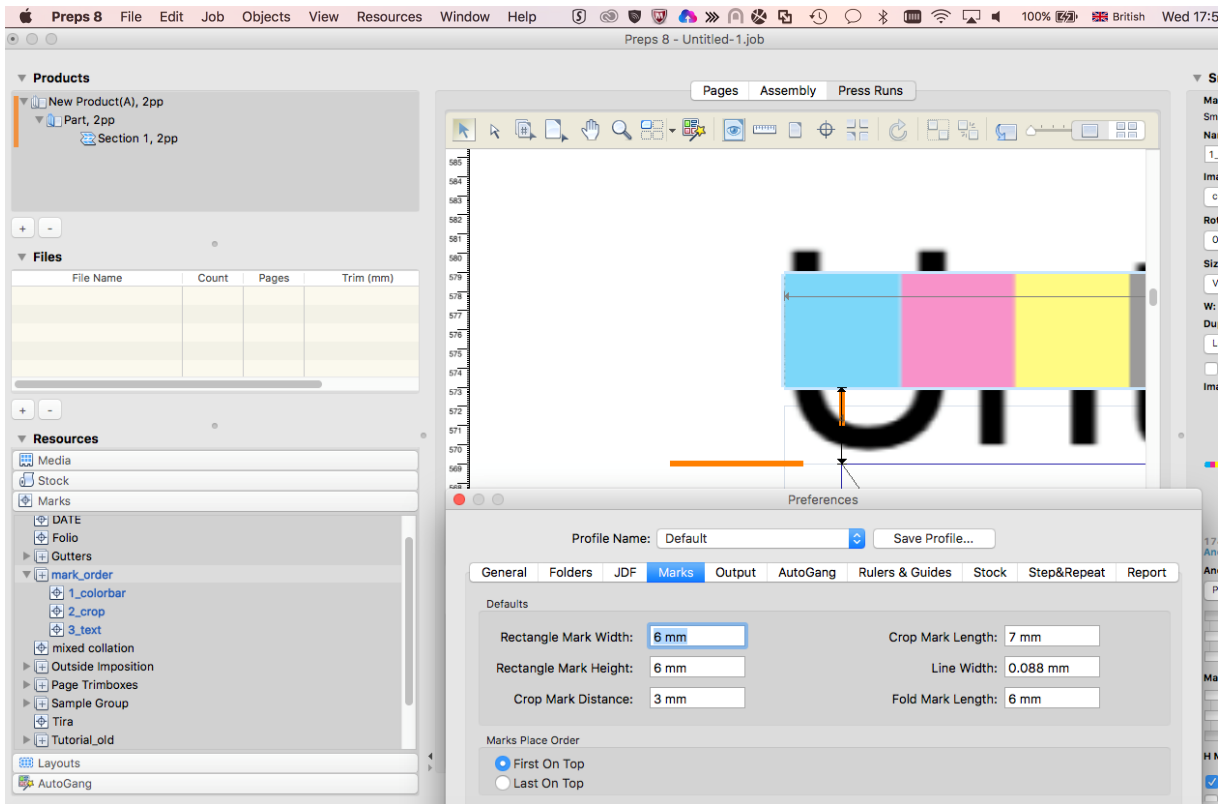 Preps 8 File Edit Job Objects View Resources Window Help 100% British Wed 17:5
Preps 8 - Untitled-1.job
Products
New Product(A), 2pp
Part, 2pp
Section 1, 2pp
+ -
Files
File Name Count Pages Trim (mm)
+ -
Resources
Media
Stock
Marks
DATE
Folio
Gutters
mark_order
1_colorbar
2_crop
3_text
mixed collation
Outside Imposition
Page Trimboxes
Sample Group
Tira
Tutorial_old
Layouts
AutoGang
Pages Assembly Press Runs
585
584
583
582
581
580
579
578
577
576
575
574
573
572
571
570
569
568
Preferences
Profile Name: Default Save Profile...
General Folders JDF Marks Output AutoGang Rulers & Guides Stock Step&Repeat Report
Defaults
Rectangle Mark Width: 6 mm Crop Mark Length: 7 mm
Rectangle Mark Height: 6 mm Line Width: 0.088 mm
Crop Mark Distance: 3 mm Fold Mark Length: 6 mm
Marks Place Order
First On Top
Last On Top
W: